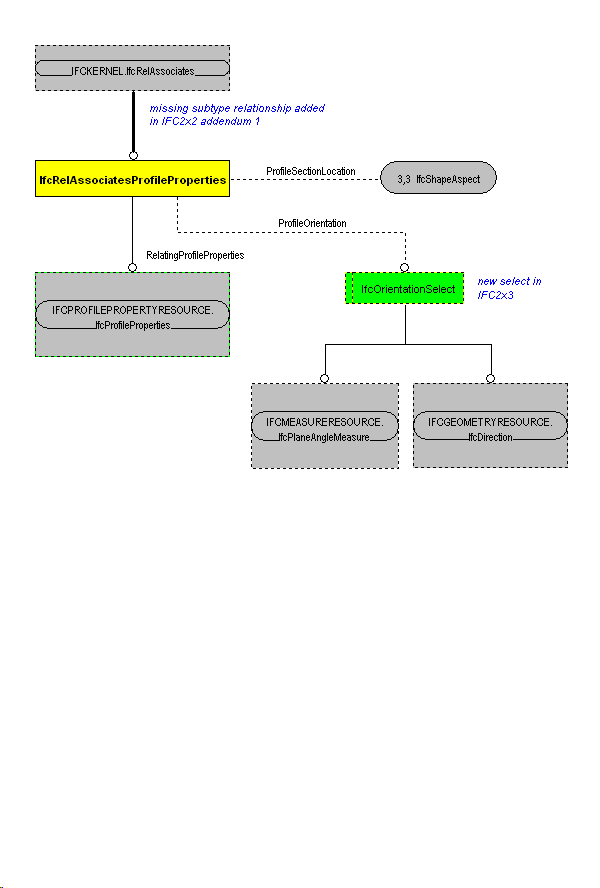 IFCKERNEL.IfcRelAssociates
missing subtype relationship added
in IFC2x2 addendum 1
IfcRelAssociatesProfileProperties
ProfileSectionLocation
3,3 IfcShapeAspect
ProfileOrientation
RelatingProfileProperties
IFCPROFILEPROPERTYRESOURCE.
IfcProfileProperties
IfcOrientationSelect
new select in
IFC2x3
IFCMEASURERESOURCE.
IfcPlaneAngleMeasure
IFCGEOMETRYRESOURCE.
IfcDirection